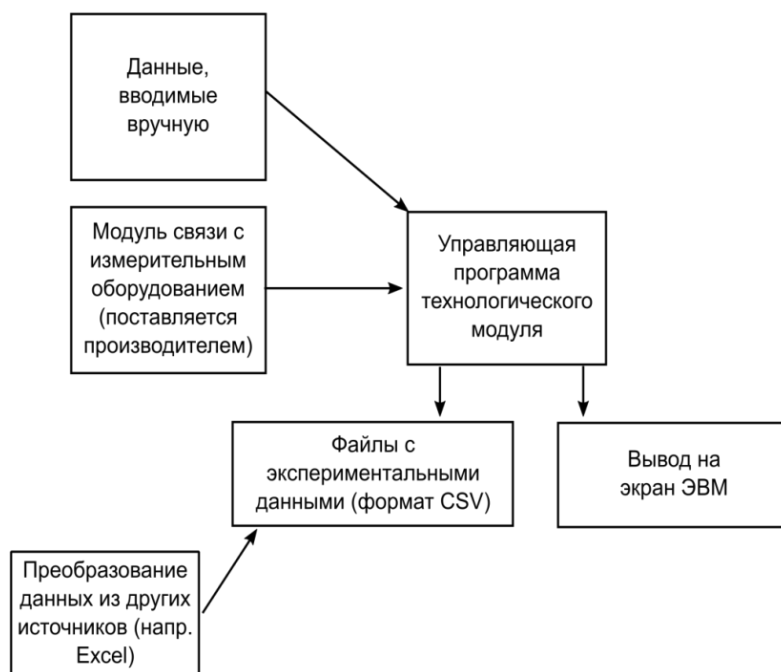 Данные,
вводимые
вручную
Модуль связи с
измерительным
оборудованием
(поставляется
производителем)
Управляющая
программа
технологического
модуля
Файлы с
экспериментальными
данными (формат CSV)
Вывод на
экран ЭВМ
Преобразование
данных из других
источников (напр.
Excel)